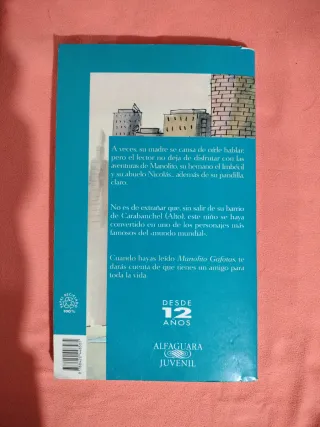 A veces, su madre se cansa de oírle hablar,
pero el lector no deja de disfrutar con las
aventuras de Manolito, su hermano el Imbécil
y su abuelo Nicolás... además de su pandilla,
claro.
No es de extrañar que, sin salir de su barrio
de Carabanchel (Alto), este niño se haya
convertido en uno de los personajes más
famosos del «mundo mundial».
Cuando hayas leído Manolito Gafotas, te
darás cuenta de que tienes un amigo para
toda la vida.
DESDE
12
AÑOS
ALFAGUARA
JUVENIL